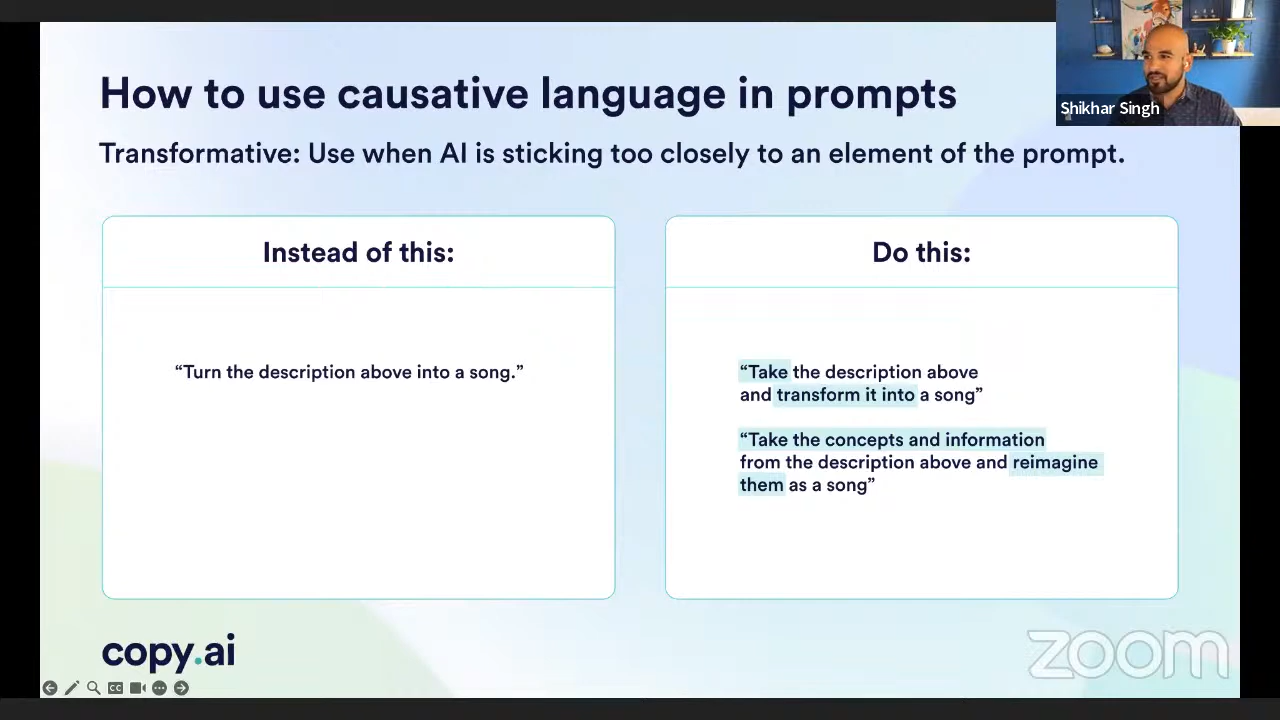 How to use causative language in prompts
Shikhar Singh
Transformative: Use when AI is sticking too closely to an element of the prompt.
Instead of this:
“Turn the description above into a song.”
Do this:
“Take the description above
and transform it into a song”
“Take the concepts and information
from the description above and reimagine
them as a song”
copy.ai
zoom
CC